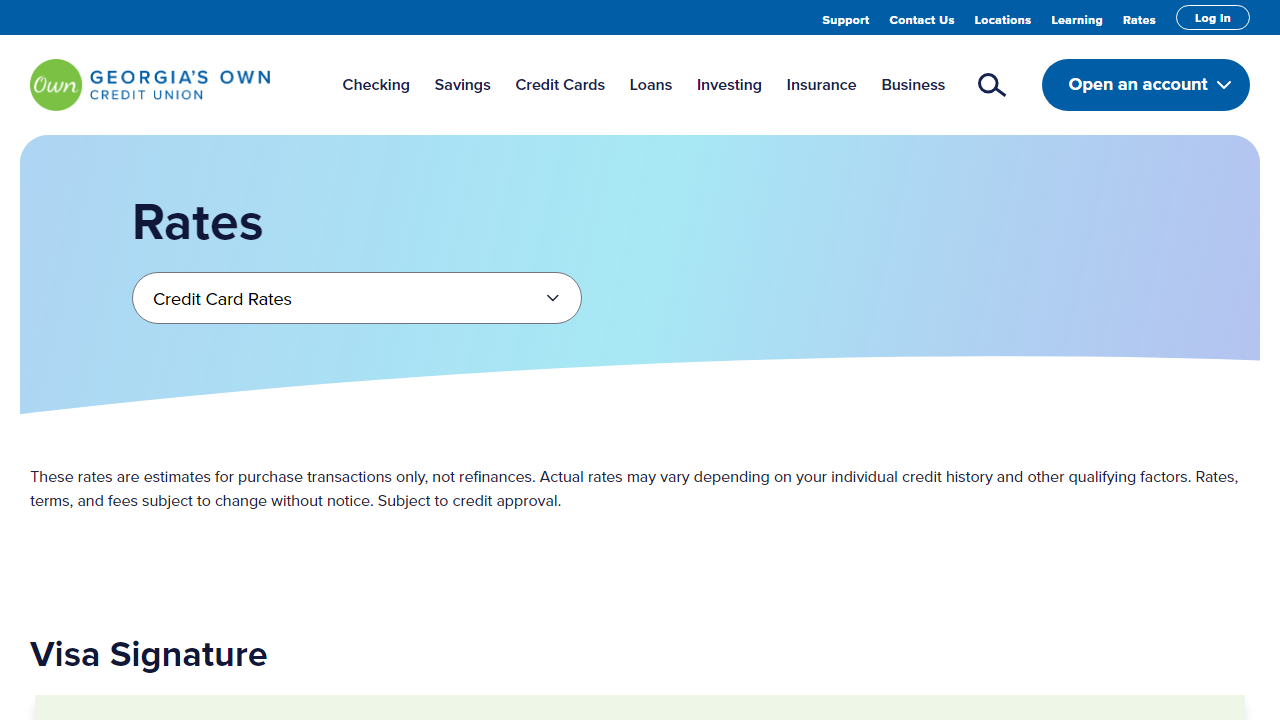 Support Contact Us Locations Learning Rates Log In
Own GEORGIA'S OWN
CREDIT UNION
Checking Savings Credit Cards Loans Investing Insurance Business Open an account
Rates
Credit Card Rates
These rates are estimates for purchase transactions only, not refinances. Actual rates may vary depending on your individual credit history and other qualifying factors. Rates,
terms, and fees subject to change without notice. Subject to credit approval.
Visa Signature